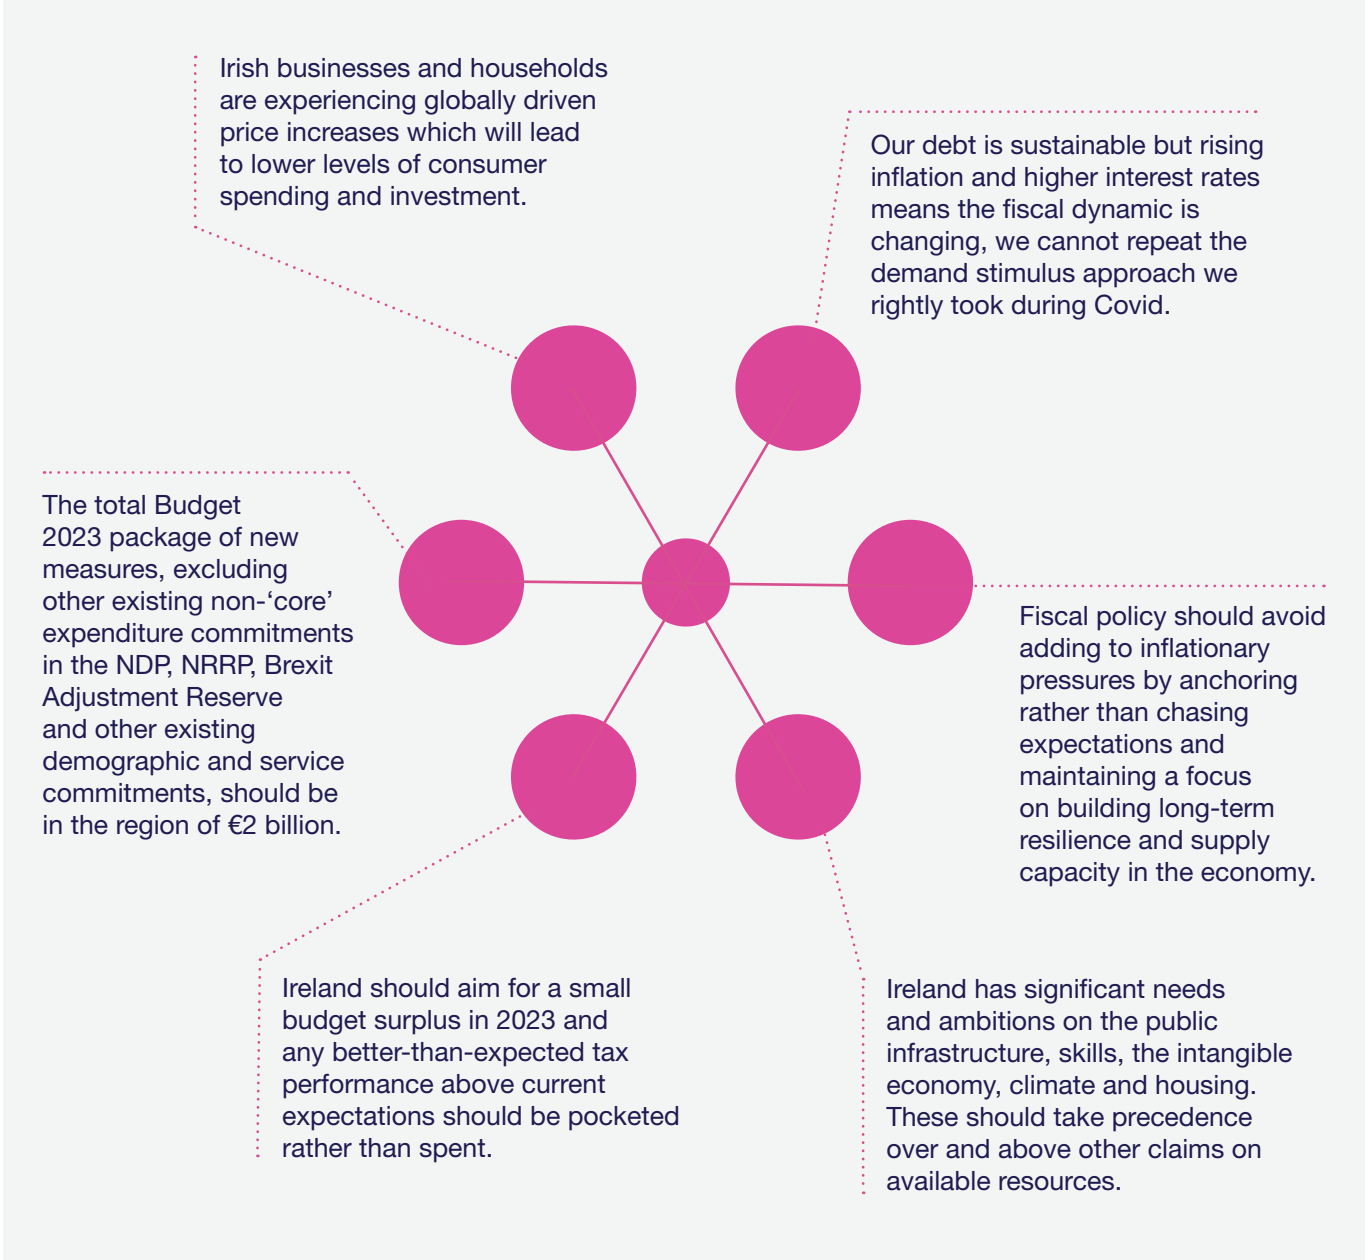 Irish businesses and households
are experiencing globally driven
price increases which will lead
to lower levels of consumer
spending and investment.
Our debt is sustainable but rising
inflation and higher interest rates
means the fiscal dynamic is
changing, we cannot repeat the
demand stimulus approach we
rightly took during Covid.
The total Budget
2023 package of new
measures, excluding
other existing non-‘core’
expenditure commitments
in the NDP, NRRP, Brexit
Adjustment Reserve
and other existing
demographic and service
commitments, should be
in the region of €2 billion.
Fiscal policy should avoid
adding to inflationary
pressures by anchoring
rather than chasing
expectations and
maintaining a focus
on building long-term
resilience and supply
capacity in the economy.
Ireland should aim for a small
budget surplus in 2023 and
any better-than-expected tax
performance above current
expectations should be pocketed
rather than spent.
Ireland has significant needs
and ambitions on the public
infrastructure, skills, the intangible
economy, climate and housing.
These should take precedence
over and above other claims on
available resources.